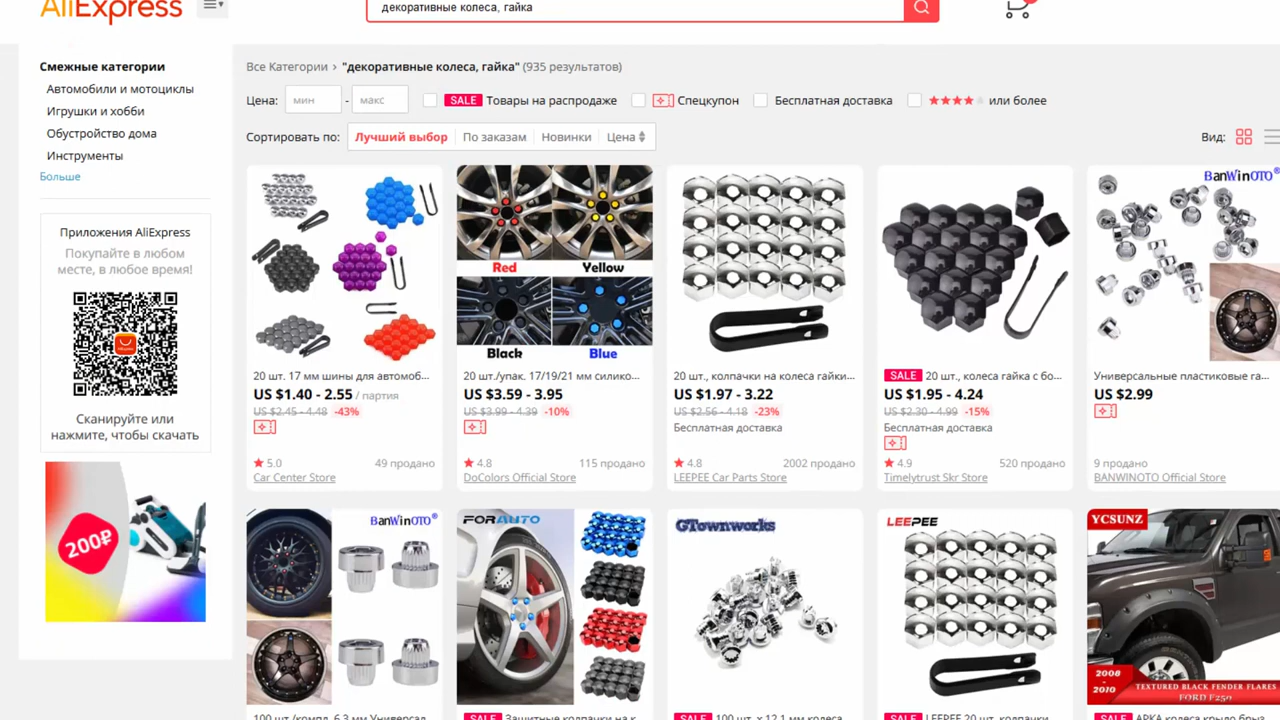 AliExpress
декоративные колеса, гайка
Смежные категории
Автомобили и мотоциклы
Игрушки и хобби
Обустройство дома
Инструменты
Больше
Приложения AliExpress
Покупайте в любом
месте, в любое время!
Сканируйте или
нажмите, чтобы скачать
200₽
Все Категории › "декоративные колеса, гайка" (935 результатов)
Цена: мин - макс SALE Товары на распродаже Спецкупон Бесплатная доставка или более
Сортировать по: Лучший выбор По заказам Новинки Цена
Вид:
20 шт. 17 мм шины для автомоб...
US $1.40 - 2.55 / партия
US $2.45 - 4.48 -43%
5.0 49 продано
Car Center Store
Red Yellow
Black Blue
20 шт./упак. 17/19/21 мм силико...
US $3.59 - 3.95
US $3.99 - 4.39 -10%
4.8 115 продано
DoColors Official Store
20 шт., колпачки на колеса гайки...
US $1.97 - 3.22
US $2.56 - 4.18 -23%
Бесплатная доставка
4.8 2002 продано
LEEPEE Car Parts Store
SALE 20 шт., колеса гайка с бо...
US $1.95 - 4.24
US $2.30 - 4.99 -15%
Бесплатная доставка
4.9 520 продано
Timelytrust Skr Store
BANWINOTO®
Универсальные пластиковые га...
US $2.99
9 продано
BANWINOTO Official Store
BANWINOTO®
100 шт./компл. 6,3 мм Универсал...
FORAUTO
SALE Защитные колпачки на к...
GTownworks
SALE 100 шт. x 12,1 мм колеса...
LEEPEE
SALE LEEPEE 20 шт. колпачки...
YCSUNZ
2008
-
2010
TEXTURED BLACK FENDER FLARES
FORD F250
SALE АРКА колеса крыло брыз...